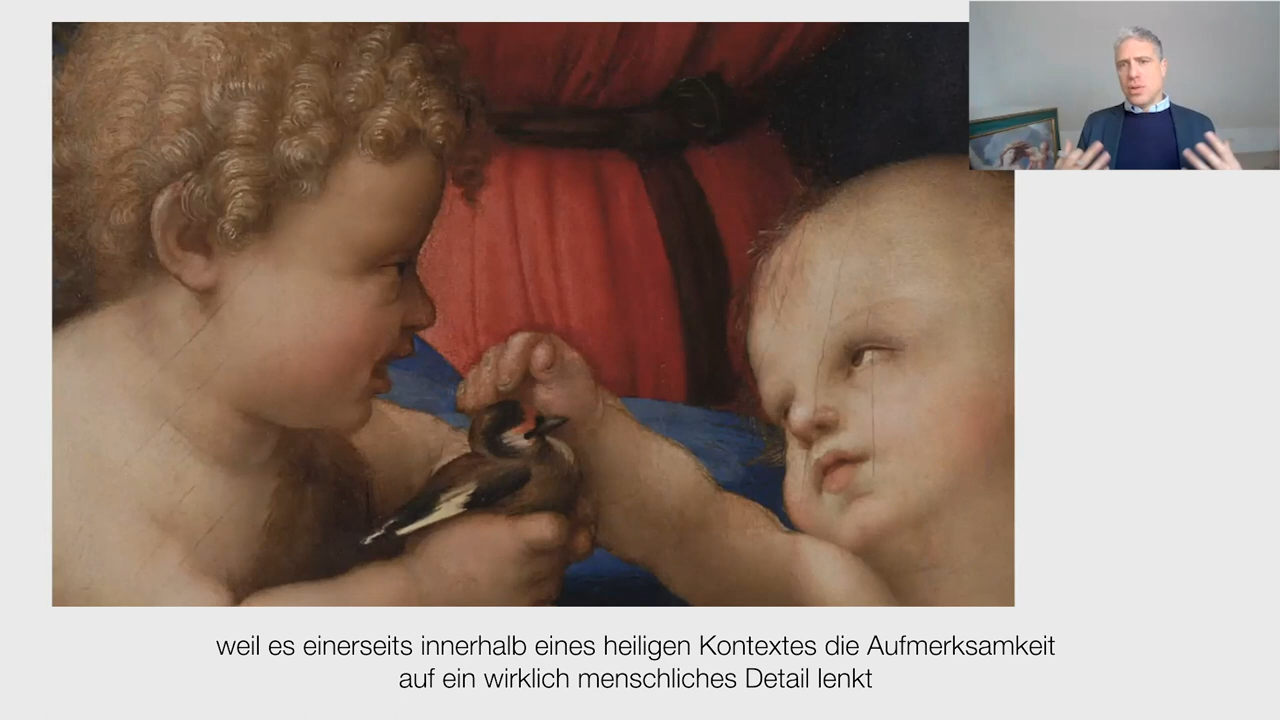 weil es einerseits innerhalb eines heiligen Kontextes die Aufmerksamkeit
auf ein wirklich menschliches Detail lenkt